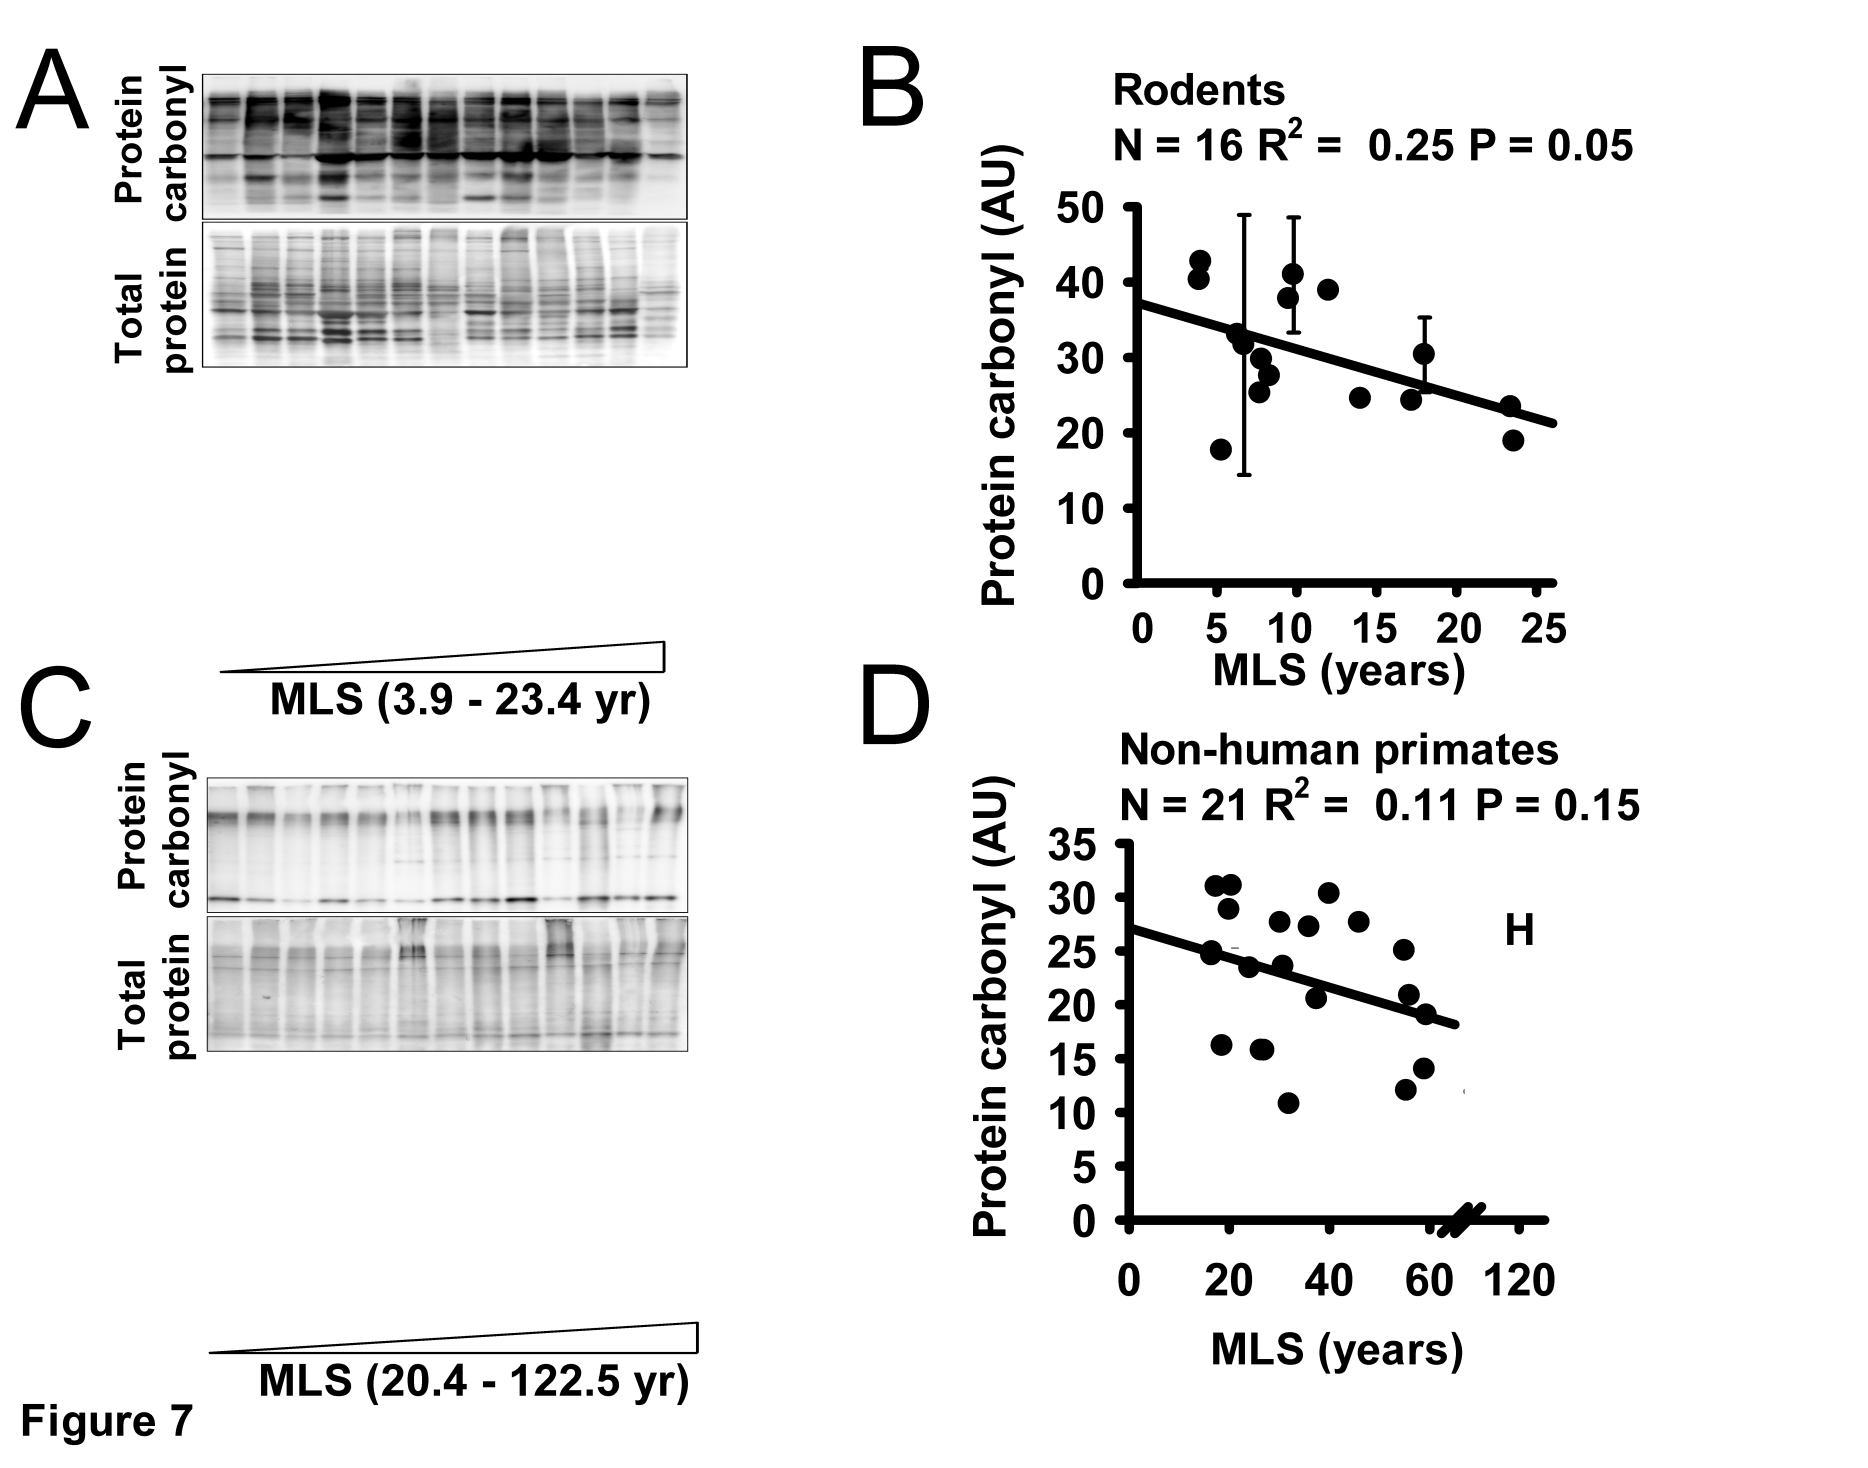 A
Protein
carbonyl
Total
protein
MLS (3.9 - 23.4 yr)
B
Rodents
N = 16 R² = 0.25 P = 0.05
Protein carbonyl (AU)
50
40
30
20
10
0
0 5 10 15 20 25
MLS (years)
C
Protein
carbonyl
Total
protein
MLS (20.4 - 122.5 yr)
D
Non-human primates
N = 21 R² = 0.11 P = 0.15
Protein carbonyl (AU)
35
30
25
20
15
10
5
0
H
0 20 40 60 120
MLS (years)
Figure 7